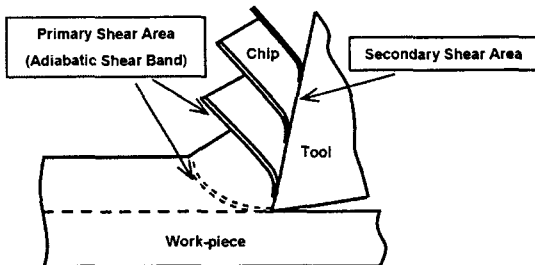 Primary Shear Area
(Adiabatic Shear Band)
Chip
Secondary Shear Area
Tool
Work-piece